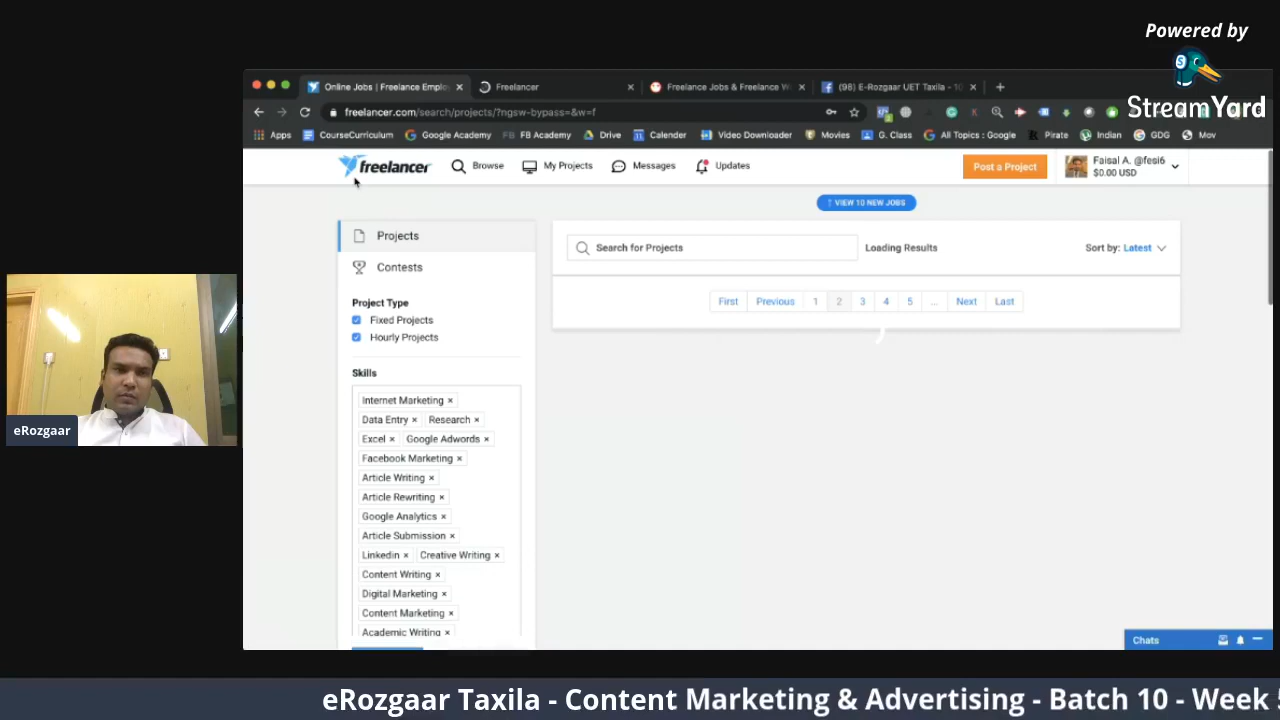 Powered by
StreamYard
Online Jobs | Freelance Emplo
Freelancer
Freelance Jobs & Freelance W
(98) E-Rozgaar UET Taxila - 10
freelancer.com/search/projects/?ngsw-bypass=&w=f
Apps CourseCurriculum Google Academy FB FB Academy Drive Calendar Video Downloader Movies G. Class All Topics : Google Pirate Indian GDG Mov
freelancer Browse My Projects Messages Updates Post a Project
Faisal A. @fesi6
$0.00 USD
↑ VIEW 10 NEW JOBS
Projects
Contests
Project Type
Fixed Projects
Hourly Projects
Skills
Internet Marketing ×
Data Entry × Research ×
Excel × Google Adwords ×
Facebook Marketing ×
Article Writing ×
Article Rewriting ×
Google Analytics ×
Article Submission ×
Linkedin × Creative Writing ×
Content Writing ×
Digital Marketing ×
Content Marketing ×
Academic Writing ×
Search for Projects Loading Results Sort by: Latest
First Previous 1 2 3 4 5 ... Next Last
Chats
eRozgaar
eRozgaar Taxila - Content Marketing & Advertising - Batch 10 - Week